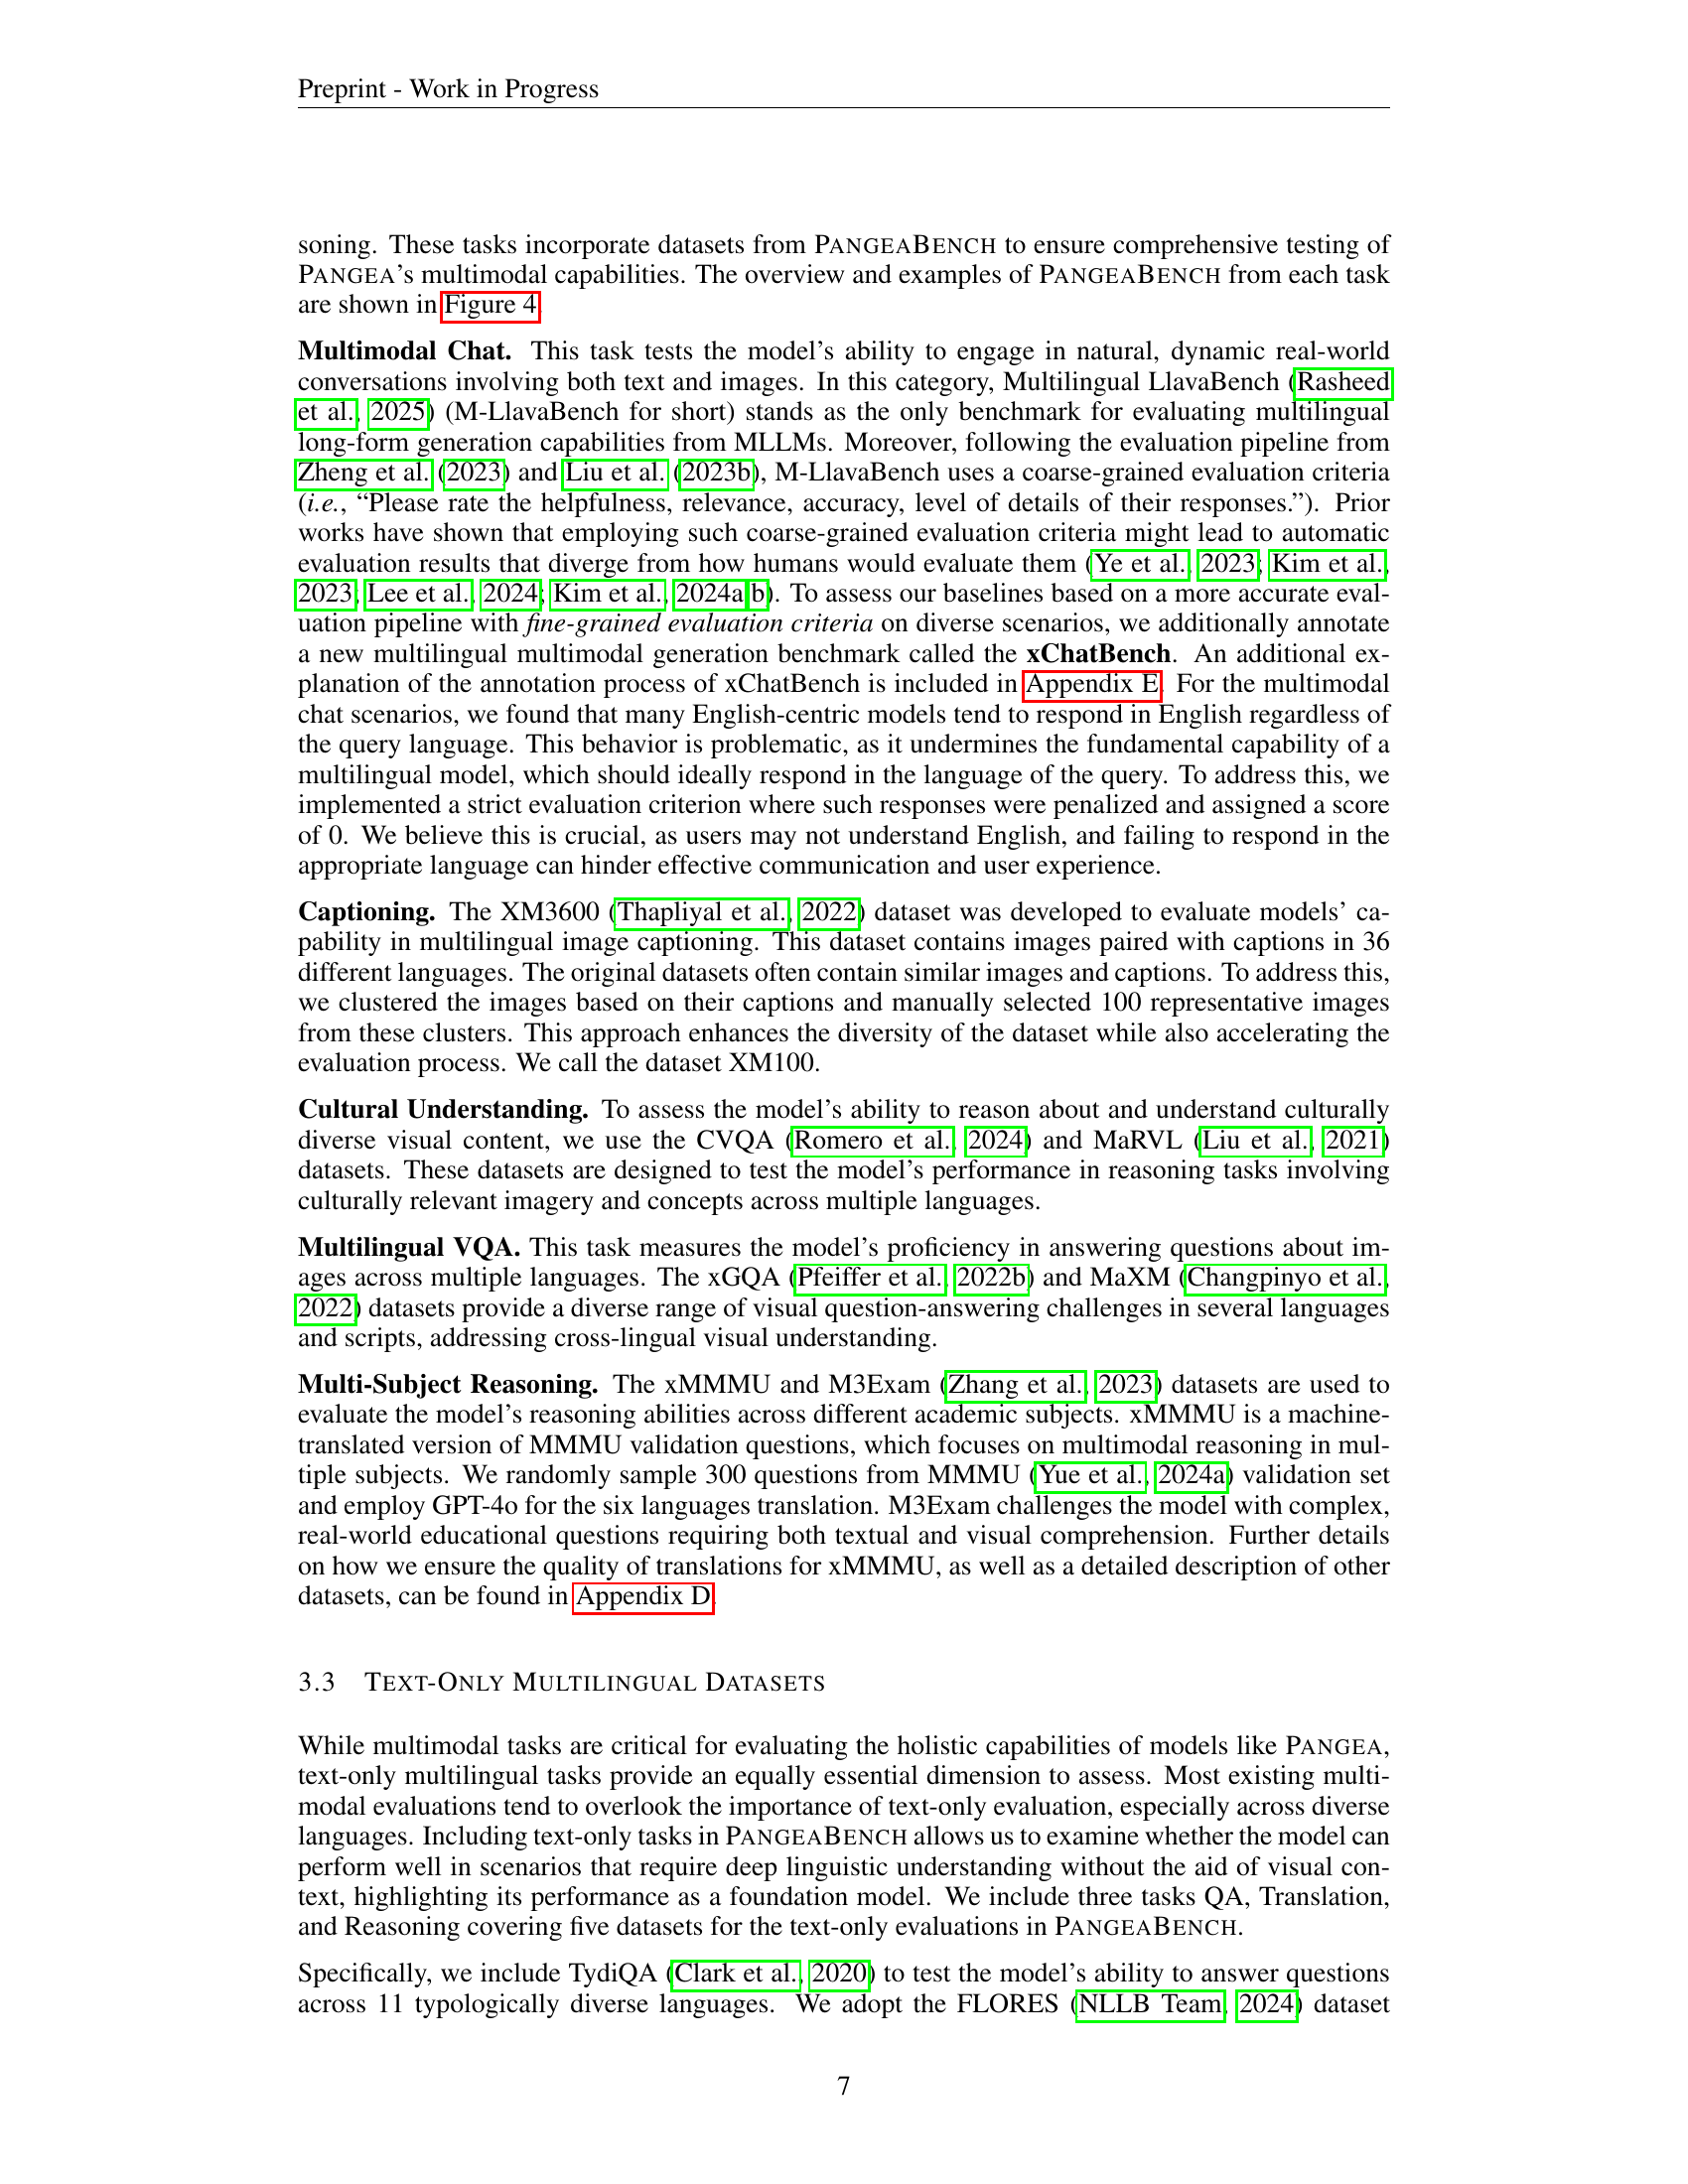 Preprint - Work in Progress
soning. These tasks incorporate datasets from PANGEABENCH to ensure comprehensive testing of
PANGEA's multimodal capabilities. The overview and examples of PANGEABENCH from each task
are shown in Figure 4.
Multimodal Chat. This task tests the model's ability to engage in natural, dynamic real-world
conversations involving both text and images. In this category, Multilingual LlavaBench (Rasheed
et al., 2025) (M-LlavaBench for short) stands as the only benchmark for evaluating multilingual
long-form generation capabilities from MLLMs. Moreover, following the evaluation pipeline from
Zheng et al. (2023) and Liu et al. (2023b), M-LlavaBench uses a coarse-grained evaluation criteria
(i.e., “Please rate the helpfulness, relevance, accuracy, level of details of their responses.”). Prior
works have shown that employing such coarse-grained evaluation criteria might lead to automatic
evaluation results that diverge from how humans would evaluate them (Ye et al., 2023; Kim et al.,
2023; Lee et al., 2024; Kim et al., 2024a;b). To assess our baselines based on a more accurate eval-
uation pipeline with fine-grained evaluation criteria on diverse scenarios, we additionally annotate
a new multilingual multimodal generation benchmark called the xChatBench. An additional ex-
planation of the annotation process of xChatBench is included in Appendix E. For the multimodal
chat scenarios, we found that many English-centric models tend to respond in English regardless of
the query language. This behavior is problematic, as it undermines the fundamental capability of a
multilingual model, which should ideally respond in the language of the query. To address this, we
implemented a strict evaluation criterion where such responses were penalized and assigned a score
of 0. We believe this is crucial, as users may not understand English, and failing to respond in the
appropriate language can hinder effective communication and user experience.
Captioning. The XM3600 (Thapliyal et al., 2022) dataset was developed to evaluate models' ca-
pability in multilingual image captioning. This dataset contains images paired with captions in 36
different languages. The original datasets often contain similar images and captions. To address this,
we clustered the images based on their captions and manually selected 100 representative images
from these clusters. This approach enhances the diversity of the dataset while also accelerating the
evaluation process. We call the dataset XM100.
Cultural Understanding. To assess the model's ability to reason about and understand culturally
diverse visual content, we use the CVQA (Romero et al., 2024) and MaRVL (Liu et al., 2021)
datasets. These datasets are designed to test the model's performance in reasoning tasks involving
culturally relevant imagery and concepts across multiple languages.
Multilingual VQA. This task measures the model's proficiency in answering questions about im-
ages across multiple languages. The xGQA (Pfeiffer et al., 2022b) and MaXM (Changpinyo et al.,
2022) datasets provide a diverse range of visual question-answering challenges in several languages
and scripts, addressing cross-lingual visual understanding.
Multi-Subject Reasoning. The xMMMU and M3Exam (Zhang et al., 2023) datasets are used to
evaluate the model's reasoning abilities across different academic subjects. xMMMU is a machine-
translated version of MMMU validation questions, which focuses on multimodal reasoning in mul-
tiple subjects. We randomly sample 300 questions from MMMU (Yue et al., 2024a) validation set
and employ GPT-4o for the six languages translation. M3Exam challenges the model with complex,
real-world educational questions requiring both textual and visual comprehension. Further details
on how we ensure the quality of translations for xMMMU, as well as a detailed description of other
datasets, can be found in Appendix D.
3.3 TEXT-ONLY MULTILINGUAL DATASETS
While multimodal tasks are critical for evaluating the holistic capabilities of models like PANGEA,
text-only multilingual tasks provide an equally essential dimension to assess. Most existing multi-
modal evaluations tend to overlook the importance of text-only evaluation, especially across diverse
languages. Including text-only tasks in PANGEABENCH allows us to examine whether the model can
perform well in scenarios that require deep linguistic understanding without the aid of visual con-
text, highlighting its performance as a foundation model. We include three tasks QA, Translation,
and Reasoning covering five datasets for the text-only evaluations in PANGEABENCH.
Specifically, we include TydiQA (Clark et al., 2020) to test the model's ability to answer questions
across 11 typologically diverse languages. We adopt the FLORES (NLLB Team, 2024) dataset
7